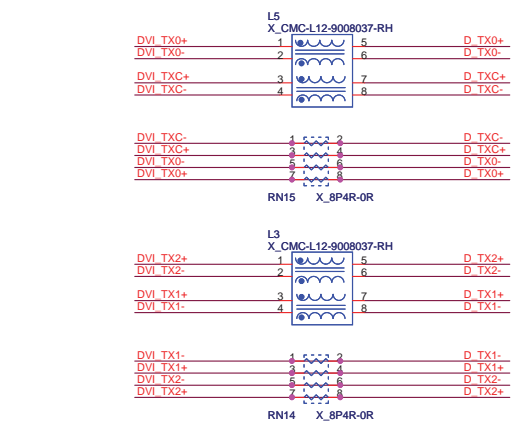 L5
X_CMC-L12-9008037-RH
DVI_TX0+ 1 5 D_TX0+
DVI_TX0- 2 6 D_TX0-
DVI_TXC+ 3 7 D_TXC+
DVI_TXC- 4 8 D_TXC-
DVI_TXC- 1 2 D_TXC-
DVI_TXC+ 3 4 D_TXC+
DVI_TX0- 5 6 D_TX0-
DVI_TX0+ 7 8 D_TX0+
RN15 X_8P4R-0R
L3
X_CMC-L12-9008037-RH
DVI_TX2+ 1 5 D_TX2+
DVI_TX2- 2 6 D_TX2-
DVI_TX1+ 3 7 D_TX1+
DVI_TX1- 4 8 D_TX1-
DVI_TX1- 1 2 D_TX1-
DVI_TX1+ 3 4 D_TX1+
DVI_TX2- 5 6 D_TX2-
DVI_TX2+ 7 8 D_TX2+
RN14 X_8P4R-0R